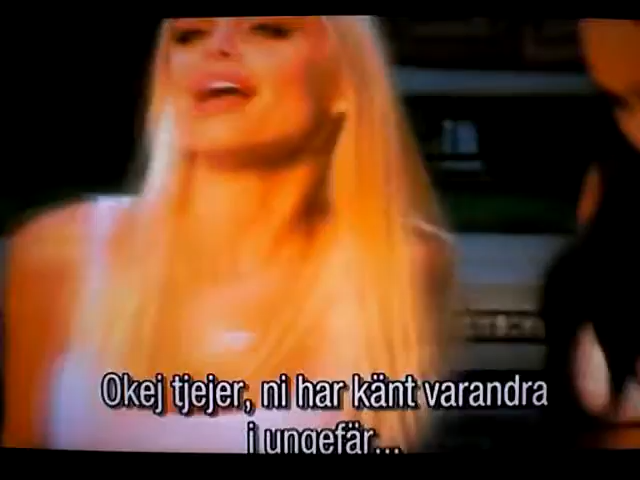 Okej tjejer, ni har känt varandra
i ungefär...